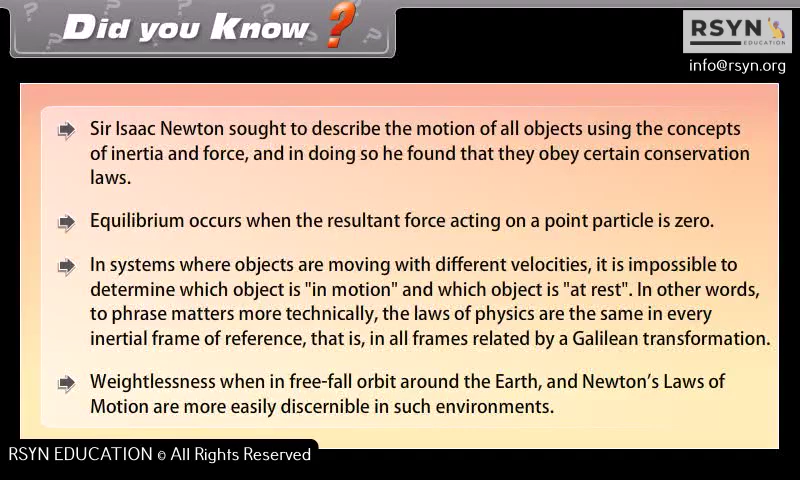 Did you Know ?
RSYN
EDUCATION
info@rsyn.org
Sir Isaac Newton sought to describe the motion of all objects using the concepts
of inertia and force, and in doing so he found that they obey certain conservation
laws.
Equilibrium occurs when the resultant force acting on a point particle is zero.
In systems where objects are moving with different velocities, it is impossible to
determine which object is "in motion" and which object is "at rest". In other words,
to phrase matters more technically, the laws of physics are the same in every
inertial frame of reference, that is, in all frames related by a Galilean transformation.
Weightlessness when in free-fall orbit around the Earth, and Newton’s Laws of
Motion are more easily discernible in such environments.
RSYN EDUCATION © All Rights Reserved